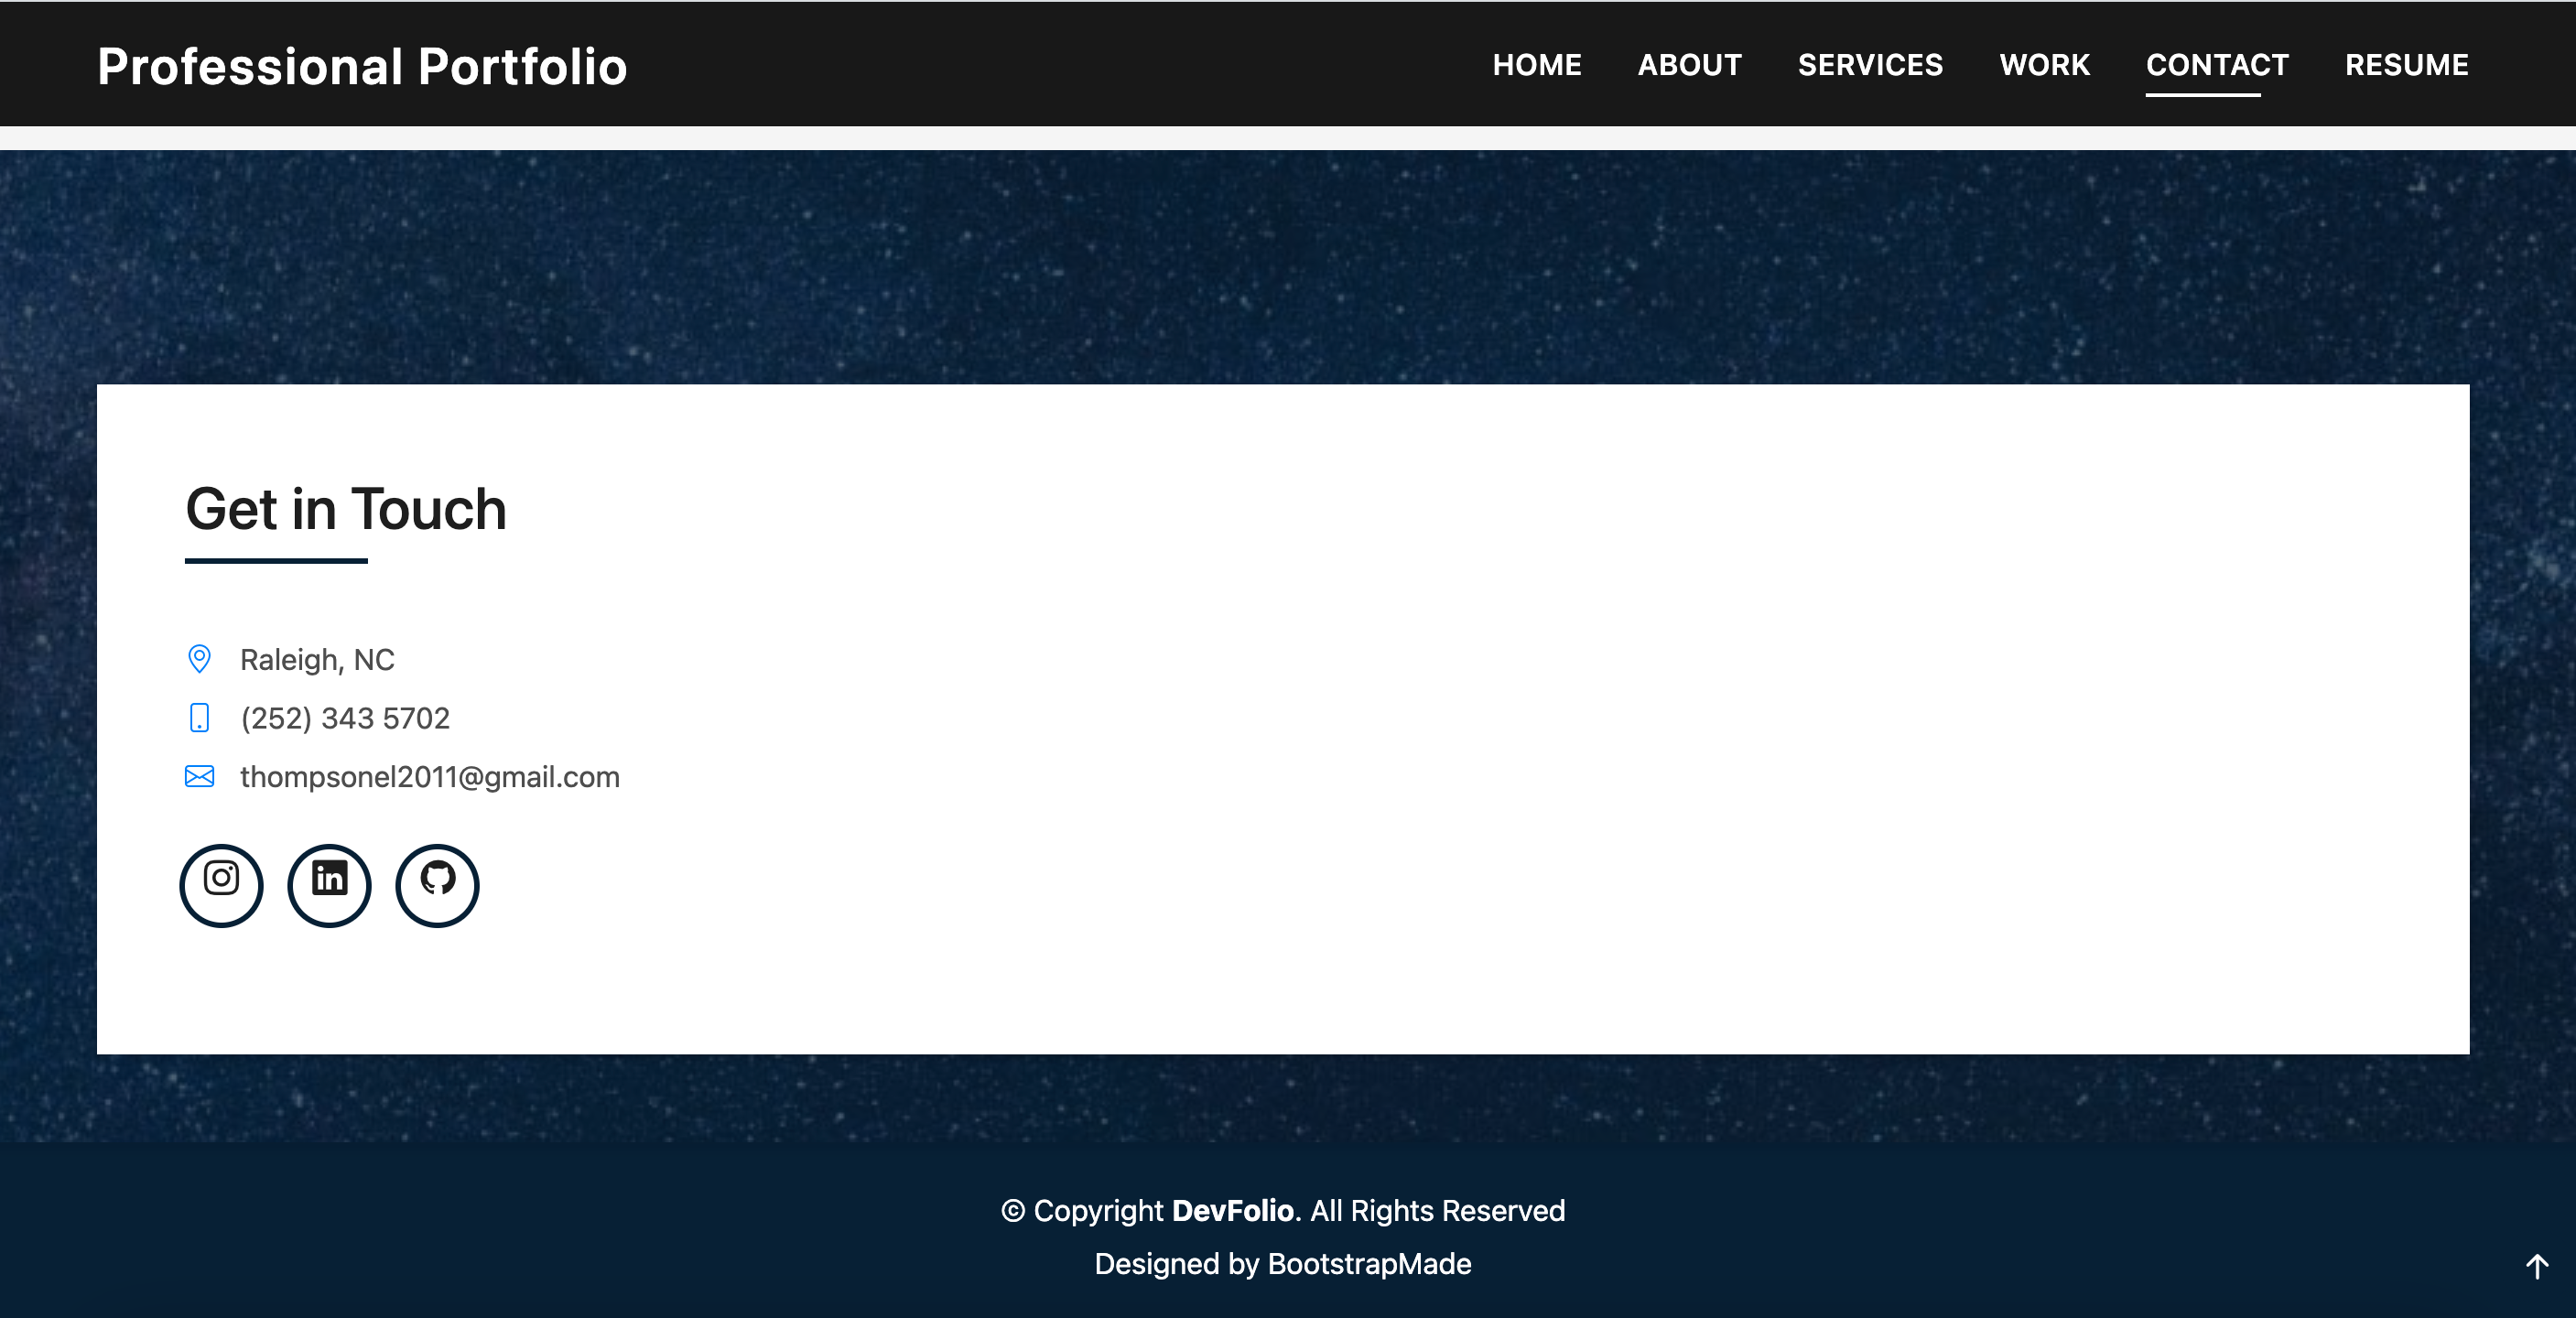 Professional Portfolio
HOME ABOUT SERVICES WORK CONTACT RESUME
Get in Touch
Raleigh, NC
(252) 343 5702
thompsonel2011@gmail.com
© Copyright DevFolio. All Rights Reserved
Designed by BootstrapMade